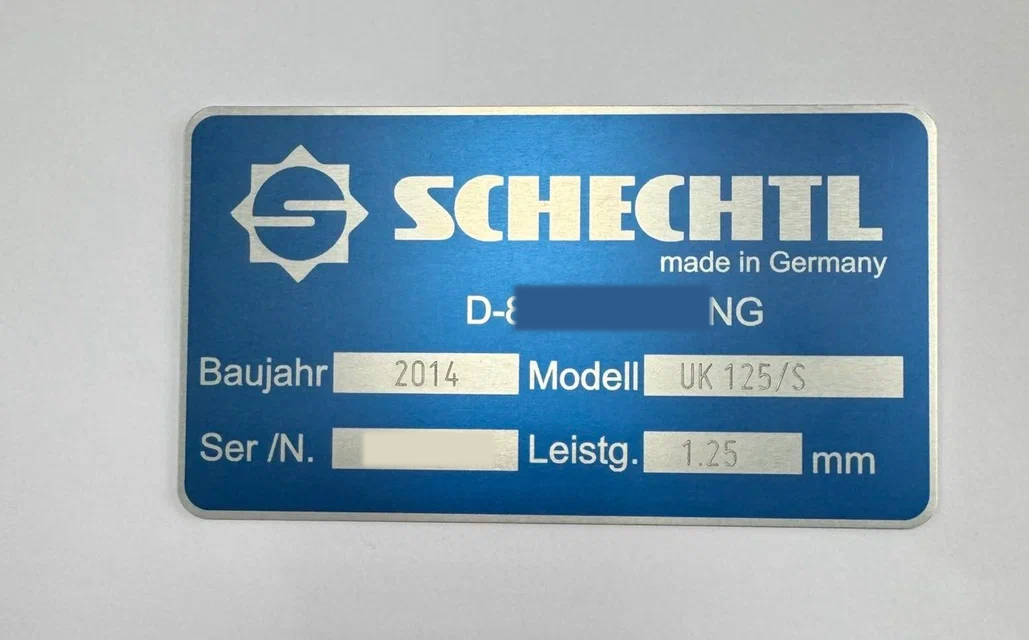 SCHECHTL
made in Germany
Baujahr 2014 Modell UK 125/S
Ser /N. Leistg. 1.25 mm